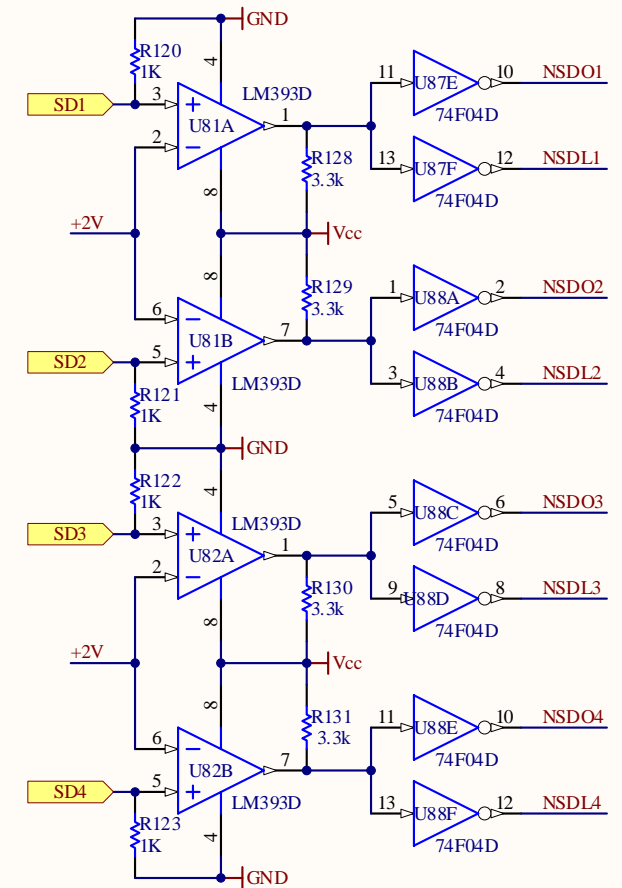 GND
R120
1K
4
SD1
3
LM393D
U81A
1
2
8
R128
3.3k
11
U87E
10
NSDO1
74F04D
13
U87F
12
NSDL1
74F04D
+2V
Vcc
8
R129
3.3k
6
U81B
7
SD2
5
LM393D
R121
1K
4
1
U88A
2
NSDO2
74F04D
3
U88B
4
NSDL2
74F04D
GND
R122
1K
4
SD3
3
LM393D
U82A
1
2
8
R130
3.3k
5
U88C
6
NSDO3
74F04D
9
U88D
8
NSDL3
74F04D
+2V
Vcc
8
R131
3.3k
6
U82B
7
SD4
5
LM393D
R123
1K
4
11
U88E
10
NSDO4
74F04D
13
U88F
12
NSDL4
74F04D
GND